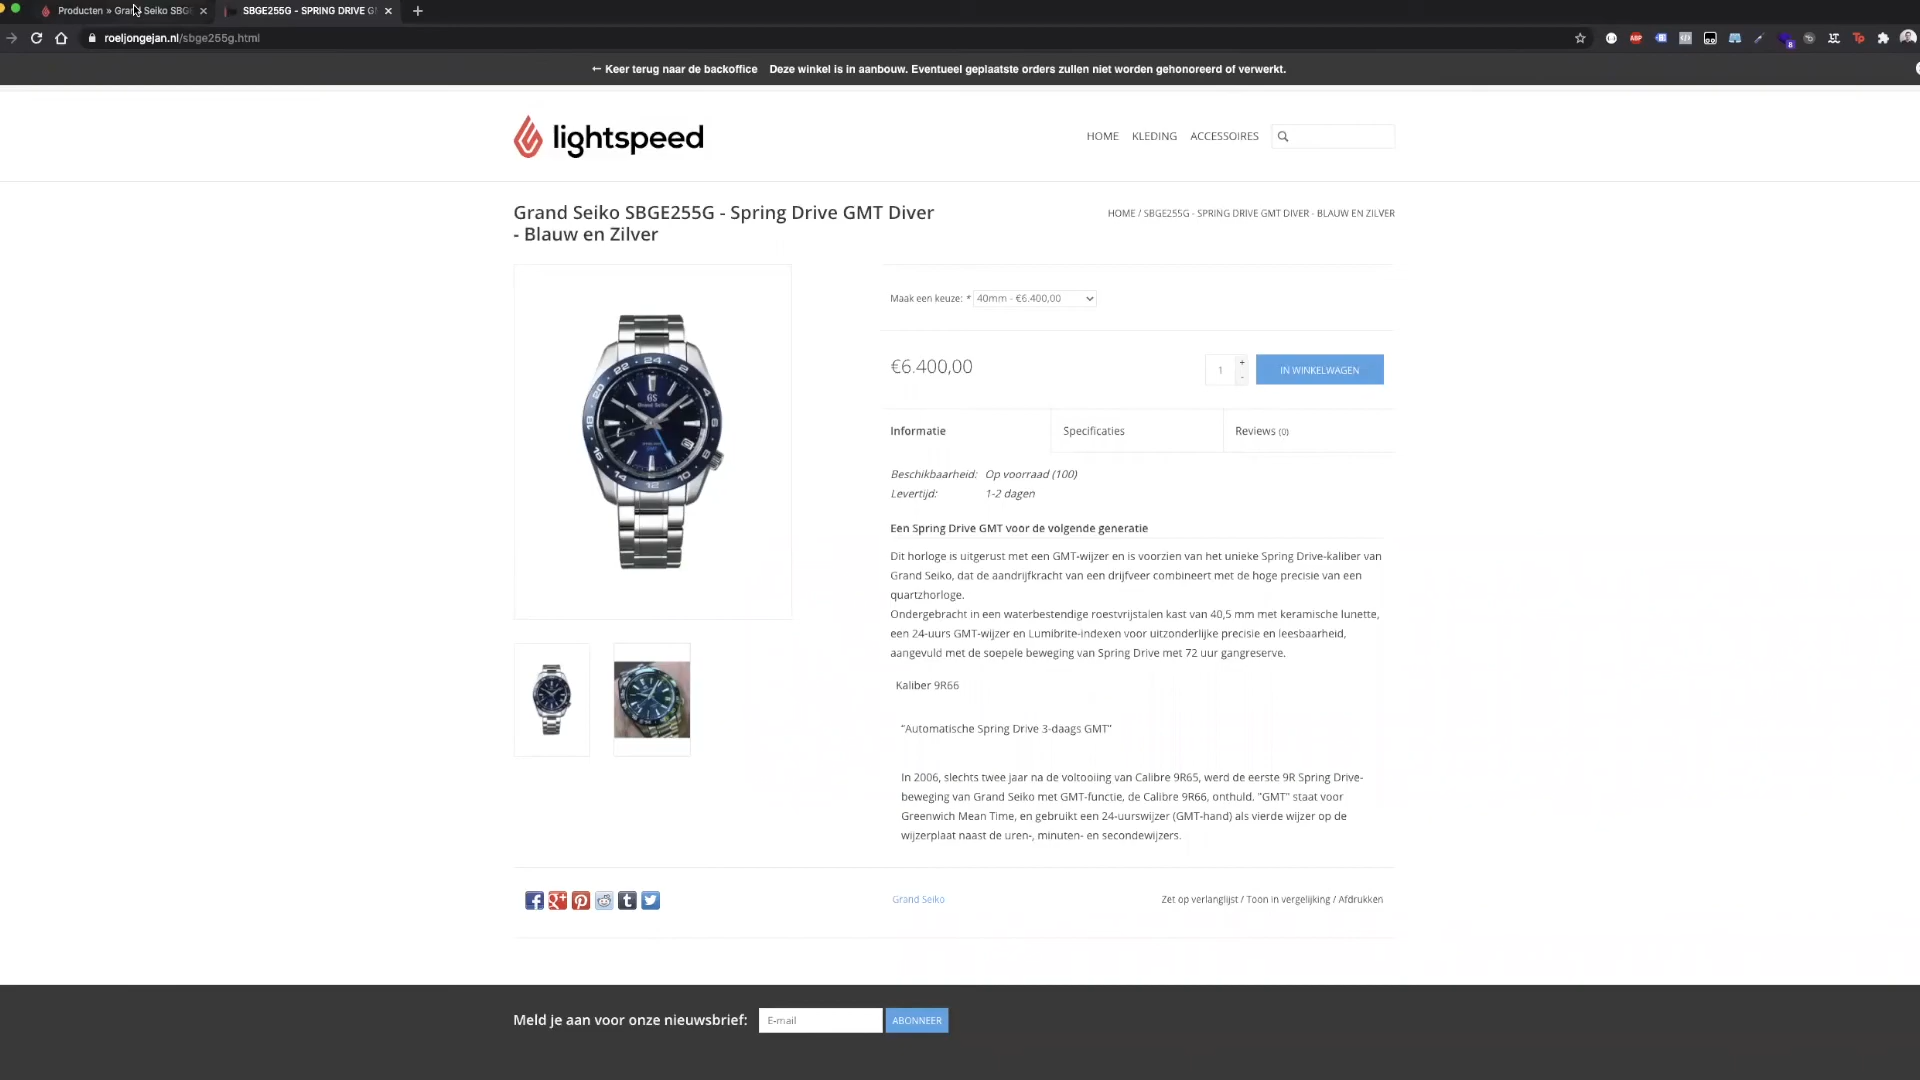 Producten » Grand Seiko SBGE
SBGE255G - SPRING DRIVE G
roeljongejan.nl/sbge255g.html
← Keer terug naar de backoffice Deze winkel is in aanbouw. Eventueel geplaatste orders zullen niet worden gehonoreerd of verwerkt.
lightspeed
HOME KLEDING ACCESSOIRES
Grand Seiko SBGE255G - Spring Drive GMT Diver
- Blauw en Zilver
HOME / SBGE255G - SPRING DRIVE GMT DIVER - BLAUW EN ZILVER
Maak een keuze: * 40mm - €6.400,00
€6.400,00
1 + -
IN WINKELWAGEN
Informatie Specificaties Reviews (0)
Beschikbaarheid: Op voorraad (100)
Levertijd: 1-2 dagen
Een Spring Drive GMT voor de volgende generatie
Dit horloge is uitgerust met een GMT-wijzer en is voorzien van het unieke Spring Drive-kaliber van
Grand Seiko, dat de aandrijfkracht van een drijfveer combineert met de hoge precisie van een
quartzhorloge.
Ondergebracht in een waterbestendige roestvrijstalen kast van 40,5 mm met keramische lunette,
een 24-uurs GMT-wijzer en Lumibrite-indexen voor uitzonderlijke precisie en leesbaarheid,
aangevuld met de soepele beweging van Spring Drive met 72 uur gangreserve.
Kaliber 9R66
"Automatische Spring Drive 3-daags GMT"
In 2006, slechts twee jaar na de voltooiing van Calibre 9R65, werd de eerste 9R Spring Drive-
beweging van Grand Seiko met GMT-functie, de Calibre 9R66, onthuld. "GMT" staat voor
Greenwich Mean Time, en gebruikt een 24-uurswijzer (GMT-hand) als vierde wijzer op de
wijzerplaat naast de uren-, minuten- en secondewijzers.
Grand Seiko
Zet op verlanglijst / Toon in vergelijking / Afdrukken
Meld je aan voor onze nieuwsbrief: E-mail ABONNEER